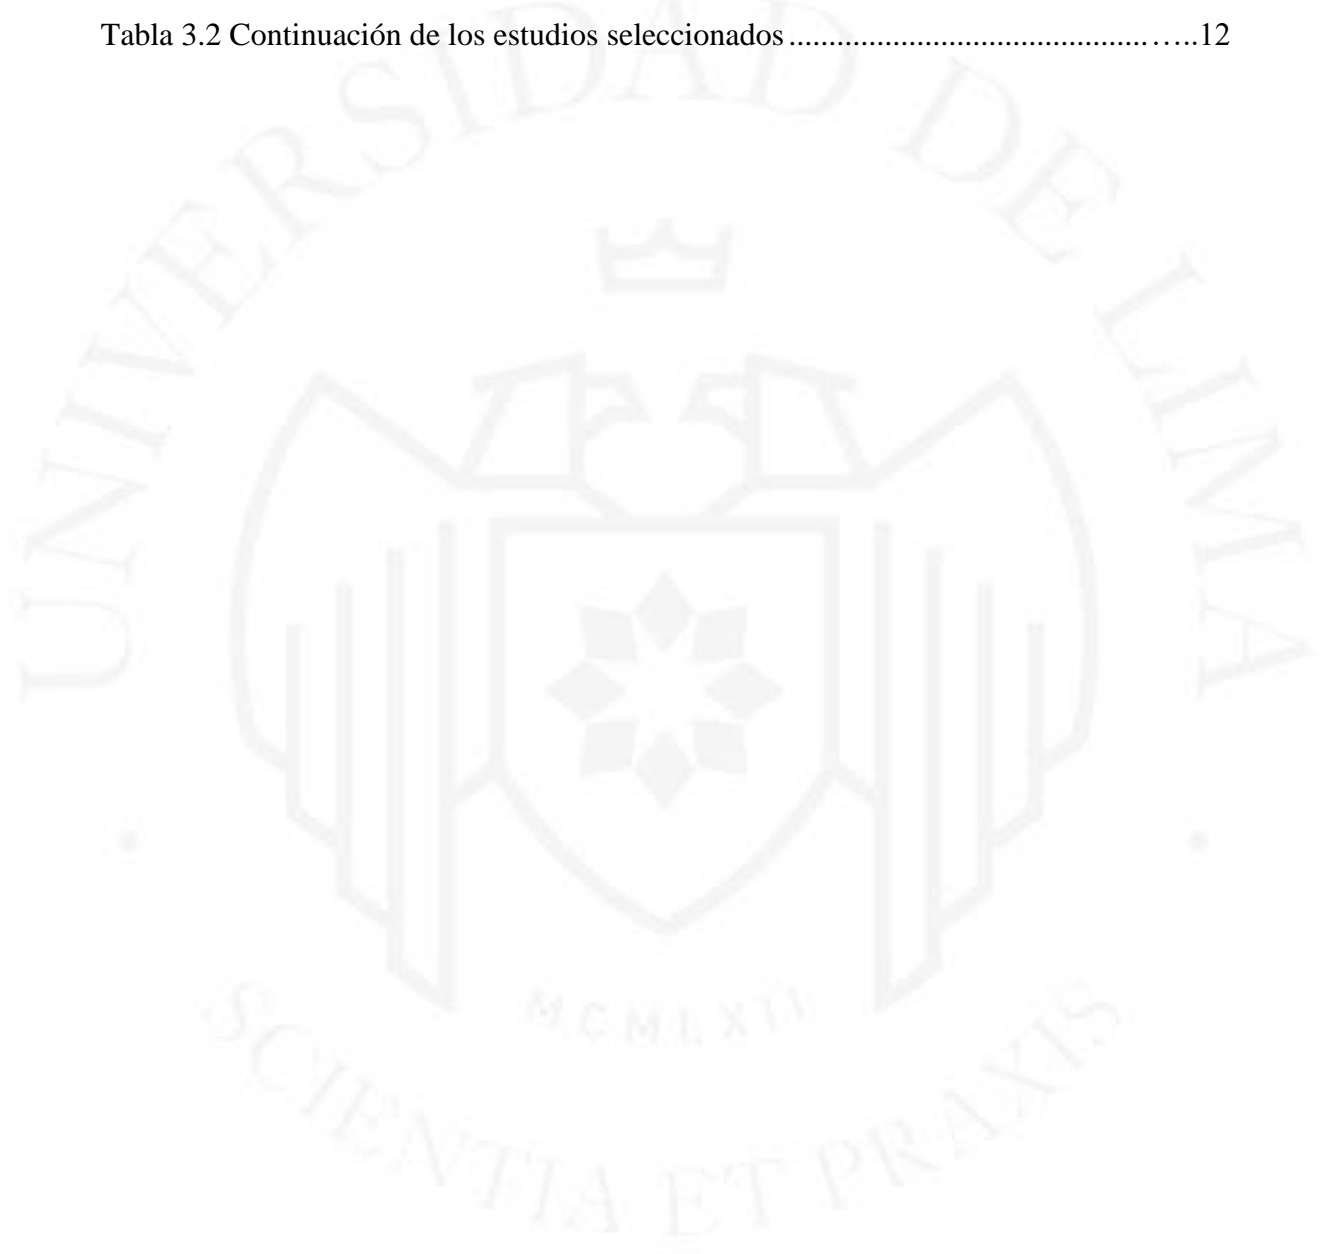 Tabla 3.2 Continuación de los estudios seleccionados ................................................…..12
UNIVERSIDAD DE LIMA
MCMLXII
SCIENTIA ET PRAXIS